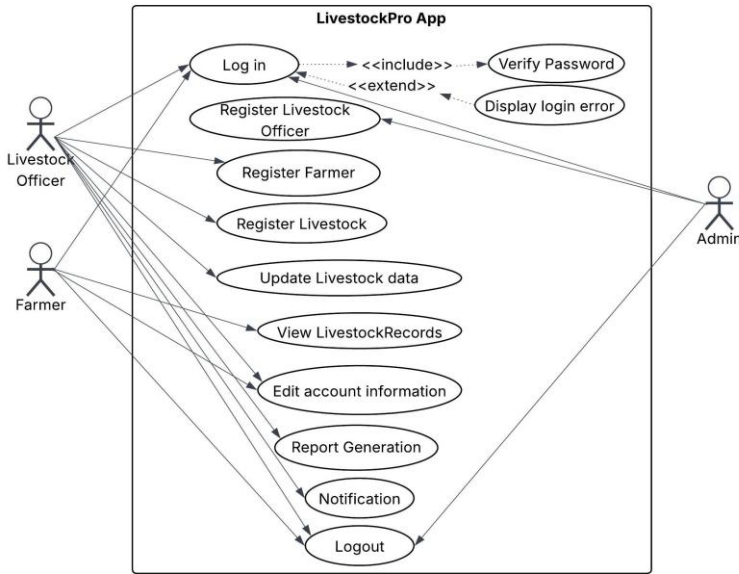 LivestockPro App
Log in
<<include>>
Verify Password
<<extend>>
Display login error
Register Livestock
Officer
Livestock
Officer
Register Farmer
Register Livestock
Admin
Farmer
Update Livestock data
View LivestockRecords
Edit account information
Report Generation
Notification
Logout